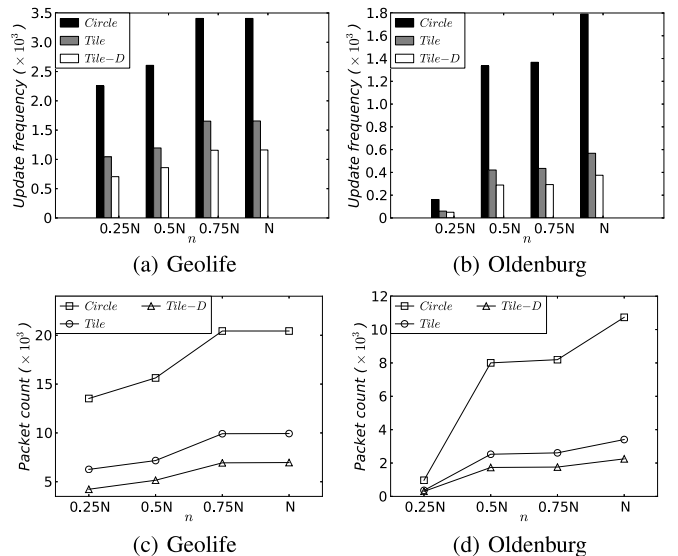 3.5
3.0
2.5
2.0
1.5
1.0
0.5
0
Update frequency ( × 10³)
Circle
Tile
Tile−D
0.25N 0.5N 0.75N N
n
(a) Geolife
1.8
1.6
1.4
1.2
1.0
0.8
0.6
0.4
0.2
0
Update frequency ( × 10³)
Circle
Tile
Tile−D
0.25N 0.5N 0.75N N
n
(b) Oldenburg
20
15
10
5
Packet count ( × 10³)
Circle Tile−D
Tile
0.25N 0.5N 0.75N N
n
(c) Geolife
12
10
8
6
4
2
0
Packet count ( × 10³)
Circle Tile−D
Tile
0.25N 0.5N 0.75N N
n
(d) Oldenburg